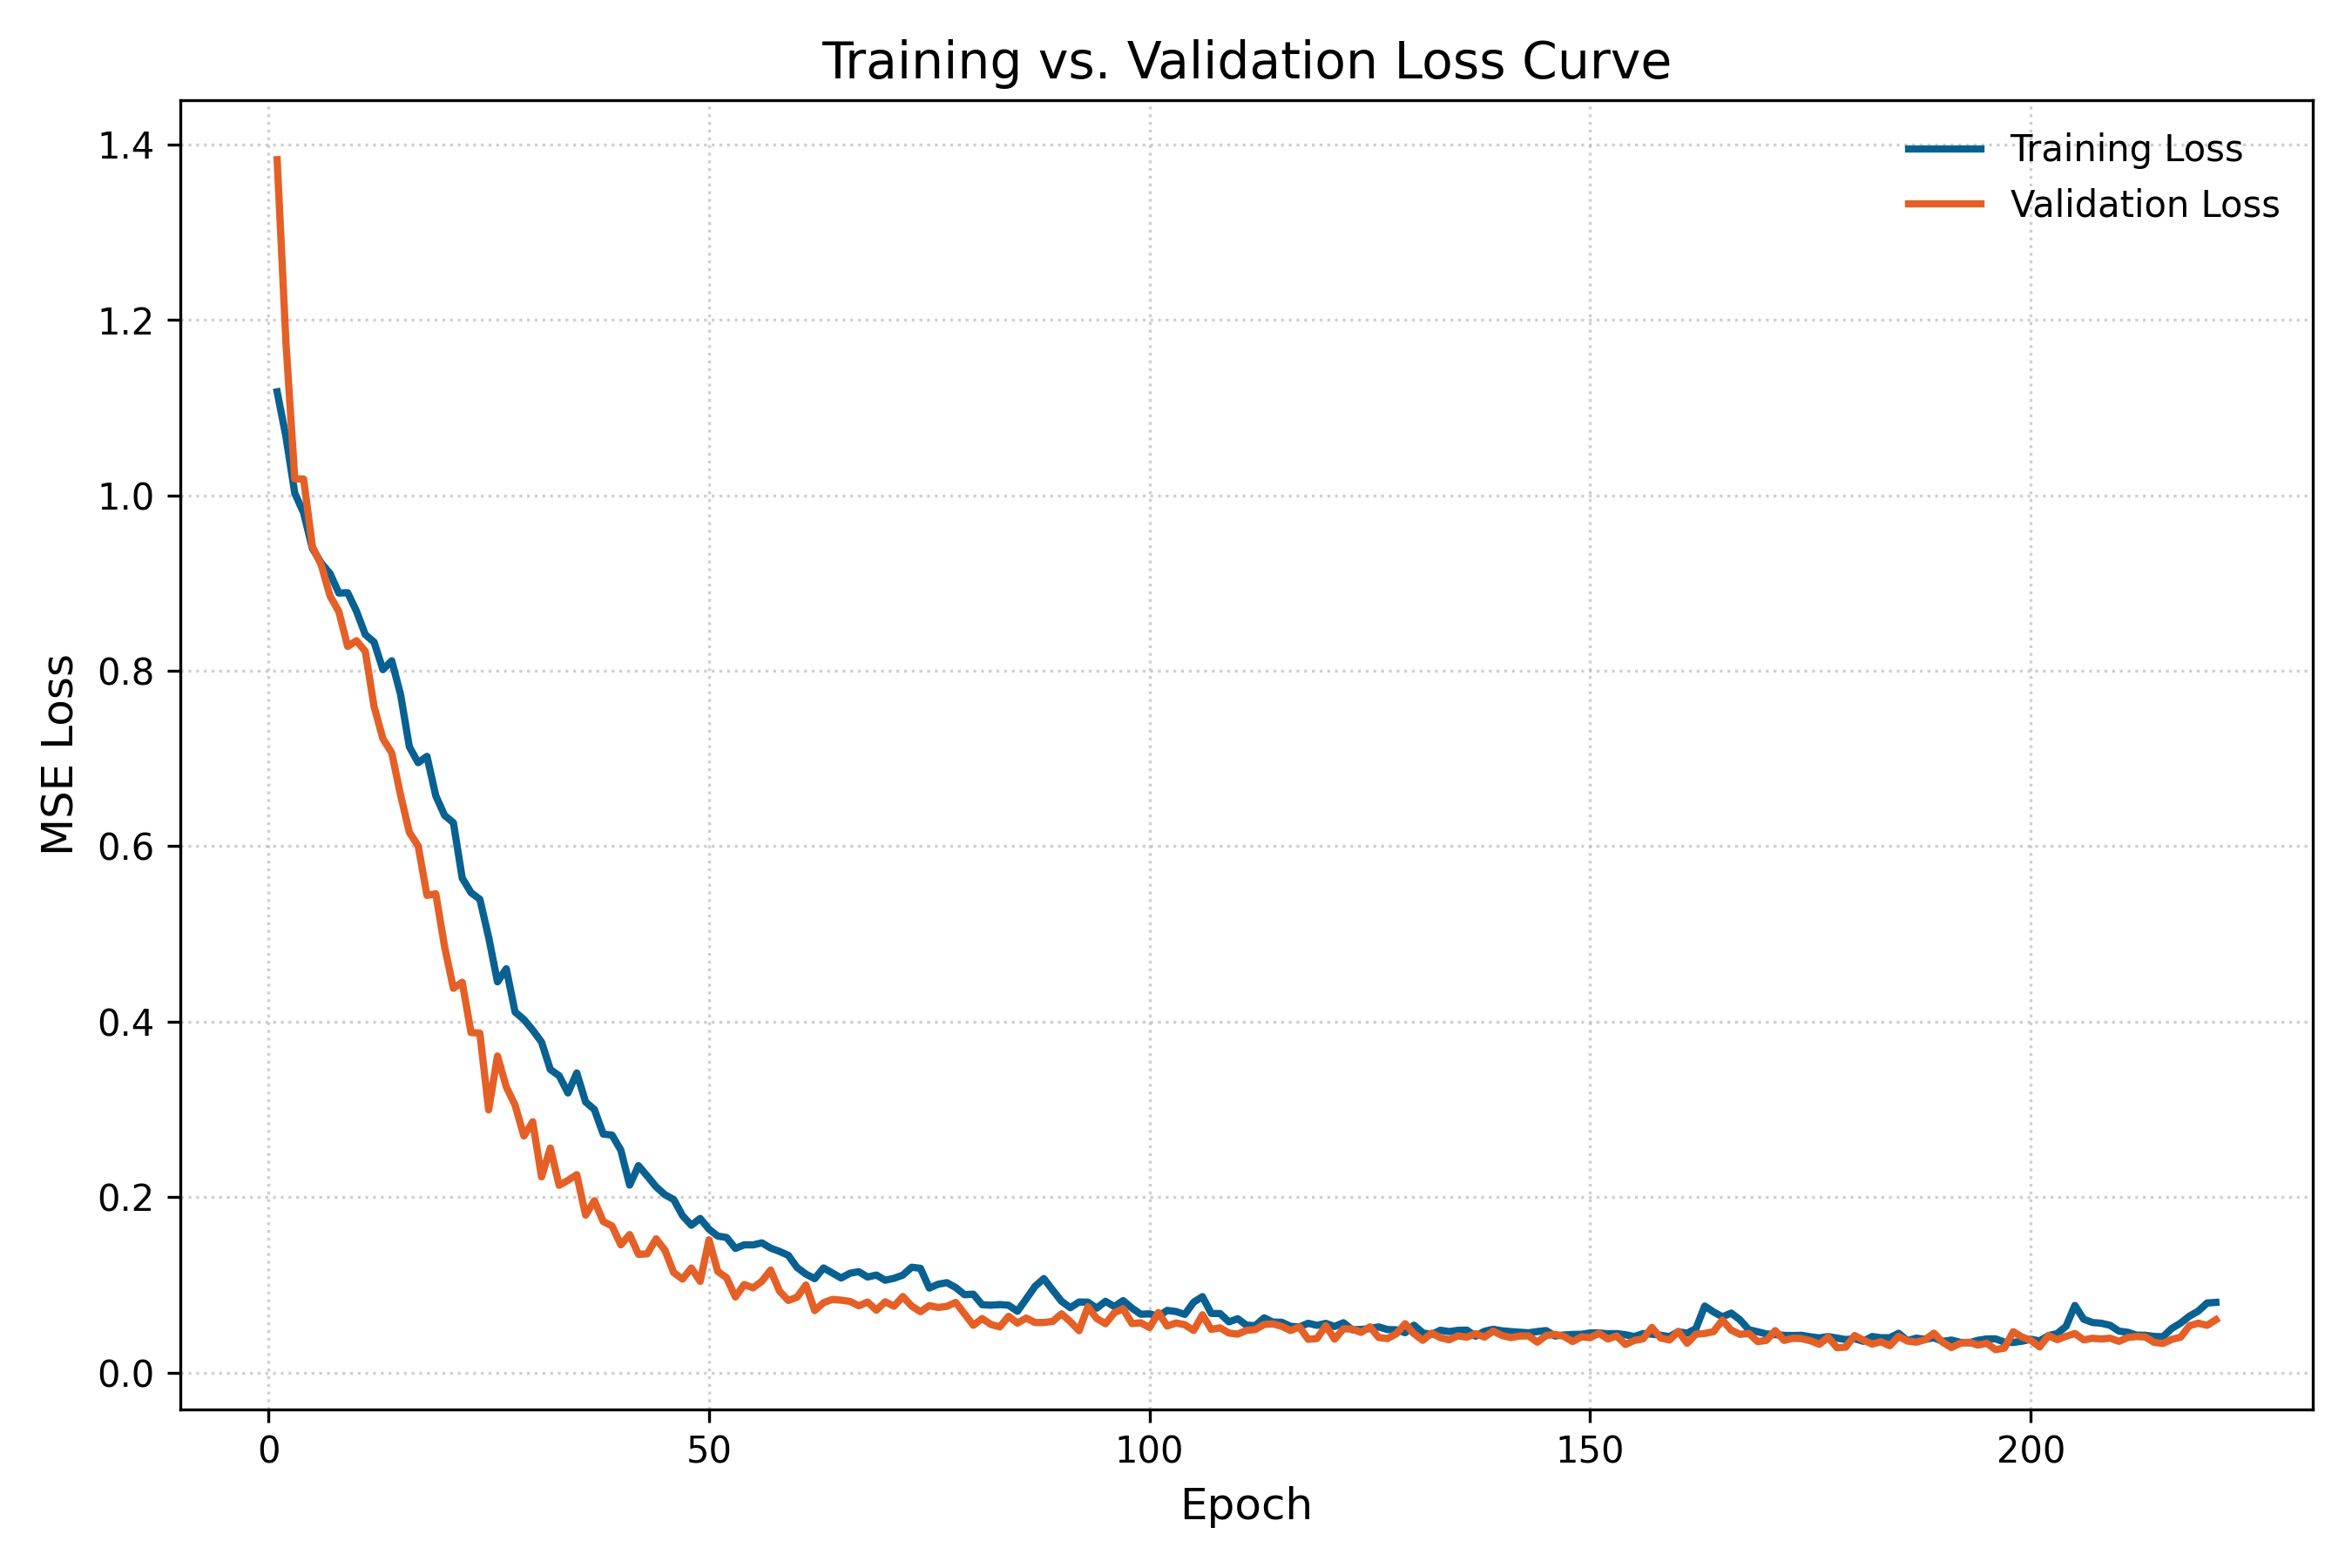 Training vs. Validation Loss Curve
Training Loss
Validation Loss
1.4
1.2
1.0
0.8
0.6
0.4
0.2
0.0
MSE Loss
0 50 100 150 200
Epoch